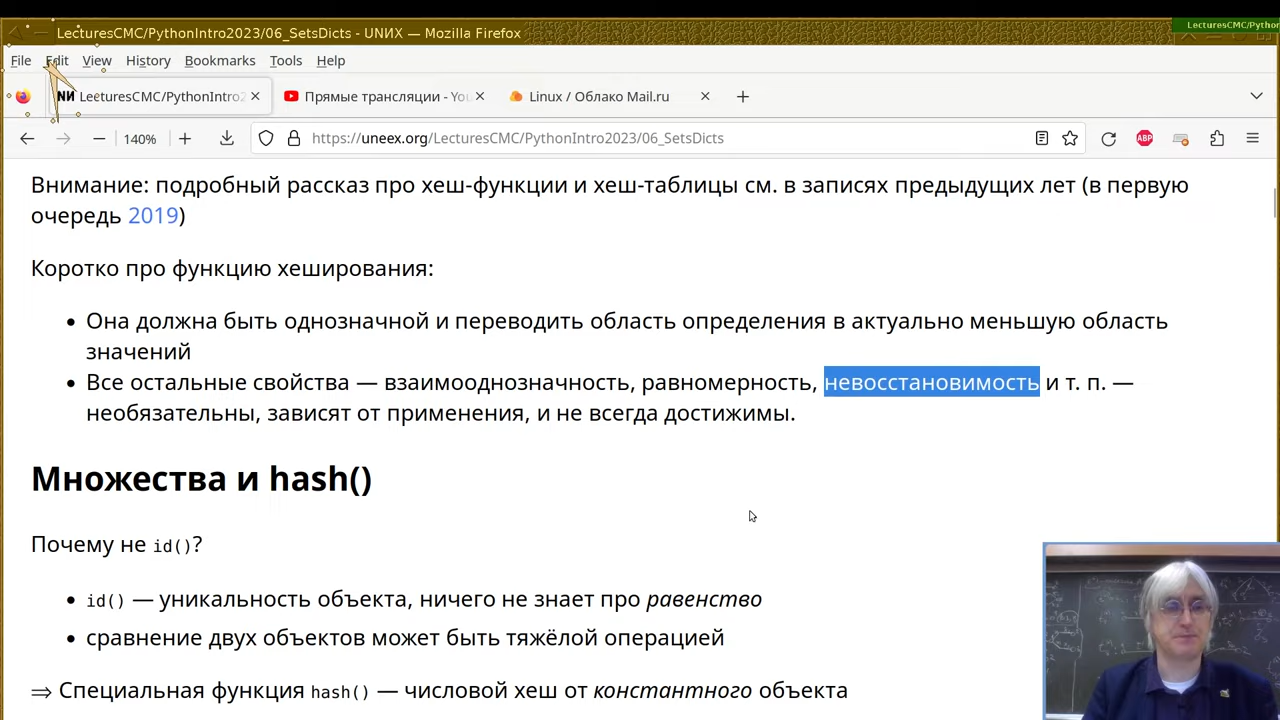 LecturesCMC/PythonIntro2023/06_SetsDicts - UNИX — Mozilla Firefox
LecturesCMC/Python
File Edit View History Bookmarks Tools Help
NИ LecturesCMC/PythonIntro2 Прямые трансляции - You Linux / Облако Mail.ru
140% https://uneex.org/LecturesCMC/PythonIntro2023/06_SetsDicts ABP
Внимание: подробный рассказ про хеш-функции и хеш-таблицы см. в записях предыдущих лет (в первую
очередь 2019)
Коротко про функцию хеширования:
• Она должна быть однозначной и переводить область определения в актуально меньшую область
значений
• Все остальные свойства — взаимооднозначность, равномерность, невосстановимость и т. п. —
необязательны, зависят от применения, и не всегда достижимы.
Множества и hash()
Почему не id()?
• id() — уникальность объекта, ничего не знает про равенство
• сравнение двух объектов может быть тяжёлой операцией
⇒ Специальная функция hash() — числовой хеш от константного объекта